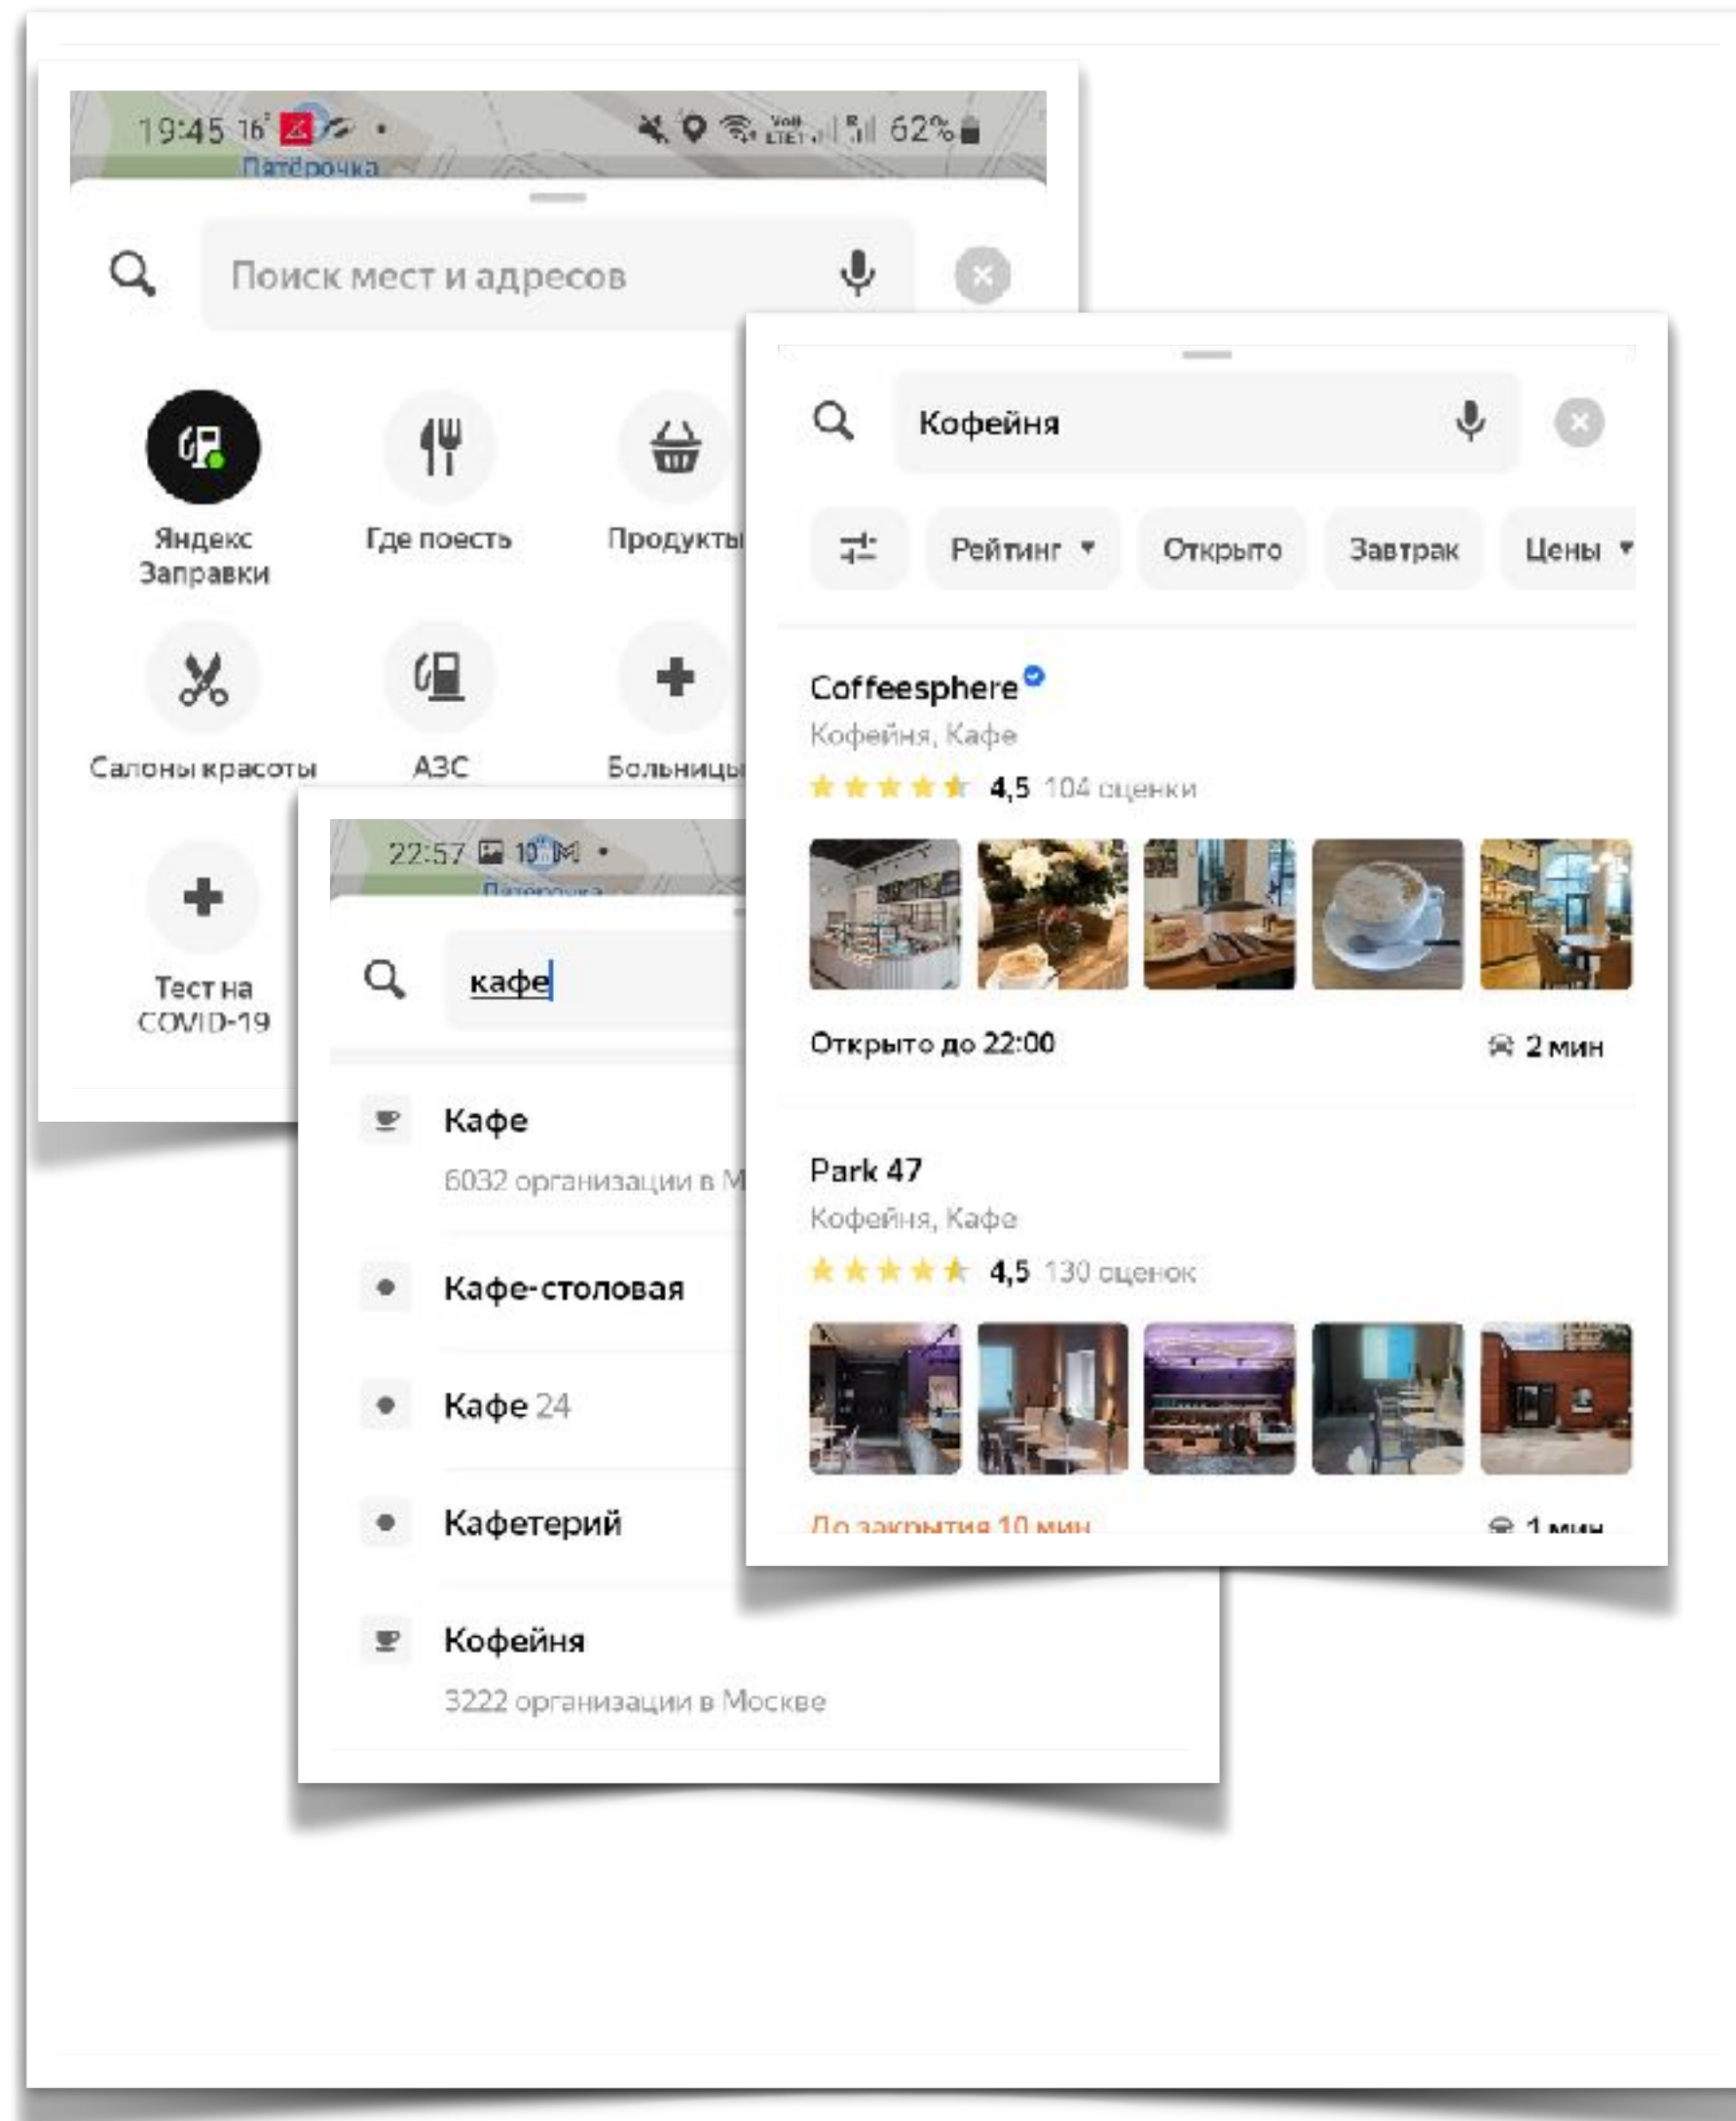 19:45 16°
62%
Пятёрочка
Поиск мест и адресов
Яндекс
Заправки
Где поесть
Продукты
Салоны красоты
АЗС
Больницы
Тест на
COVID-19
22:57 10°
Пятёрочка
кафе
Кафе
6032 организации в М
Кафе-столовая
Кафе 24
Кафетерий
Кофейня
3222 организации в Москве
Кофейня
Рейтинг
Открыто
Завтрак
Цены
Coffeesphere
Кофейня, Кафе
4,5 104 оценки
Открыто до 22:00
2 мин
Park 47
Кофейня, Кафе
4,5 130 оценок
До закрытия 10 мин
1 мин